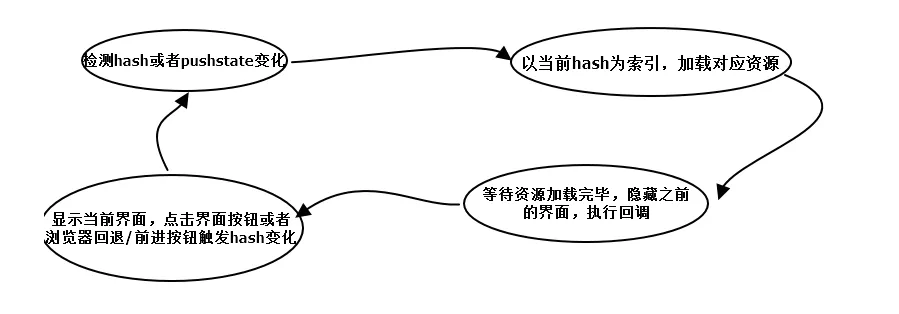 检测hash或者pushstate变化
以当前hash为索引，加载对应资源
等待资源加载完毕，隐藏之前
的界面，执行回调
显示当前界面，点击界面按钮或者
浏览器回退/前进按钮触发hash变化